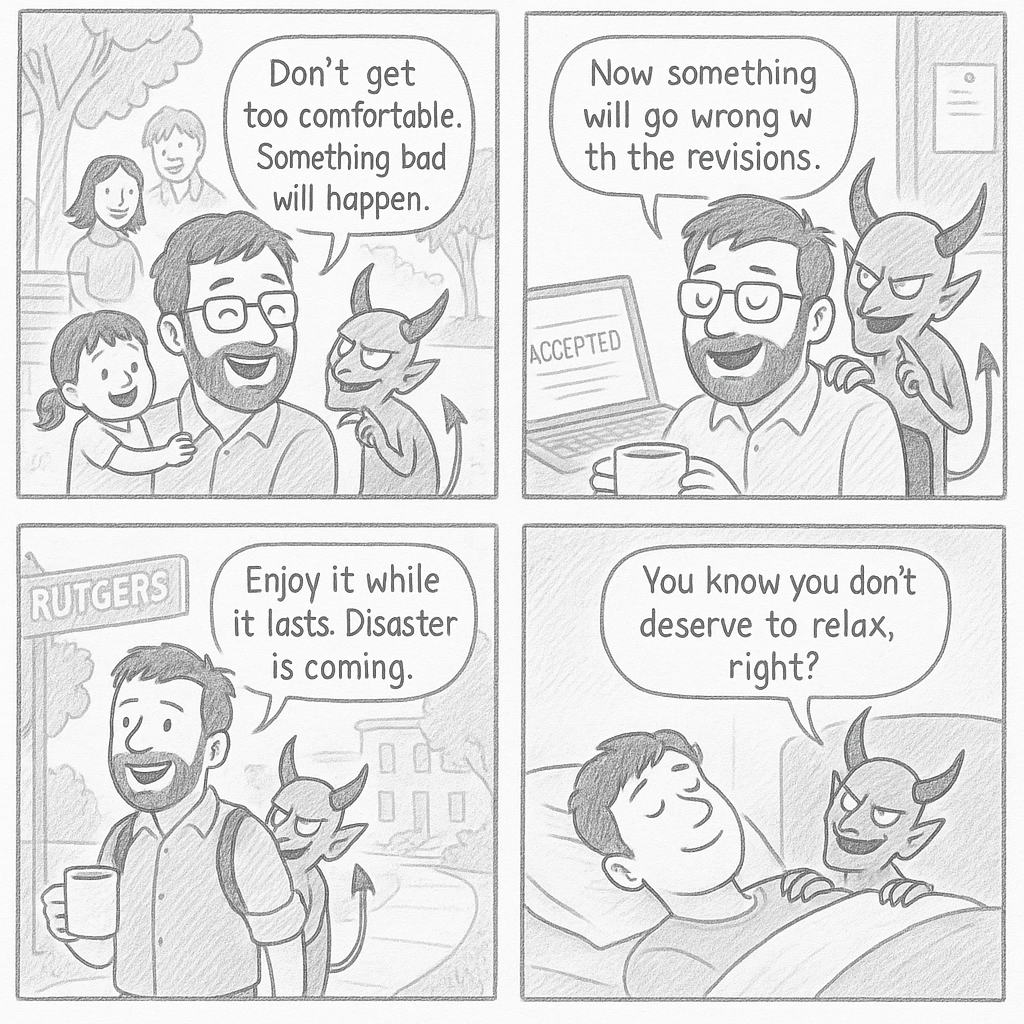 Don't get
too comfortable.
Something bad
will happen.
Now something
will go wrong w
th the revisions.
ACCEPTED
RUTGERS
Enjoy it while
it lasts. Disaster
is coming.
You know you don't
deserve to relax,
right?